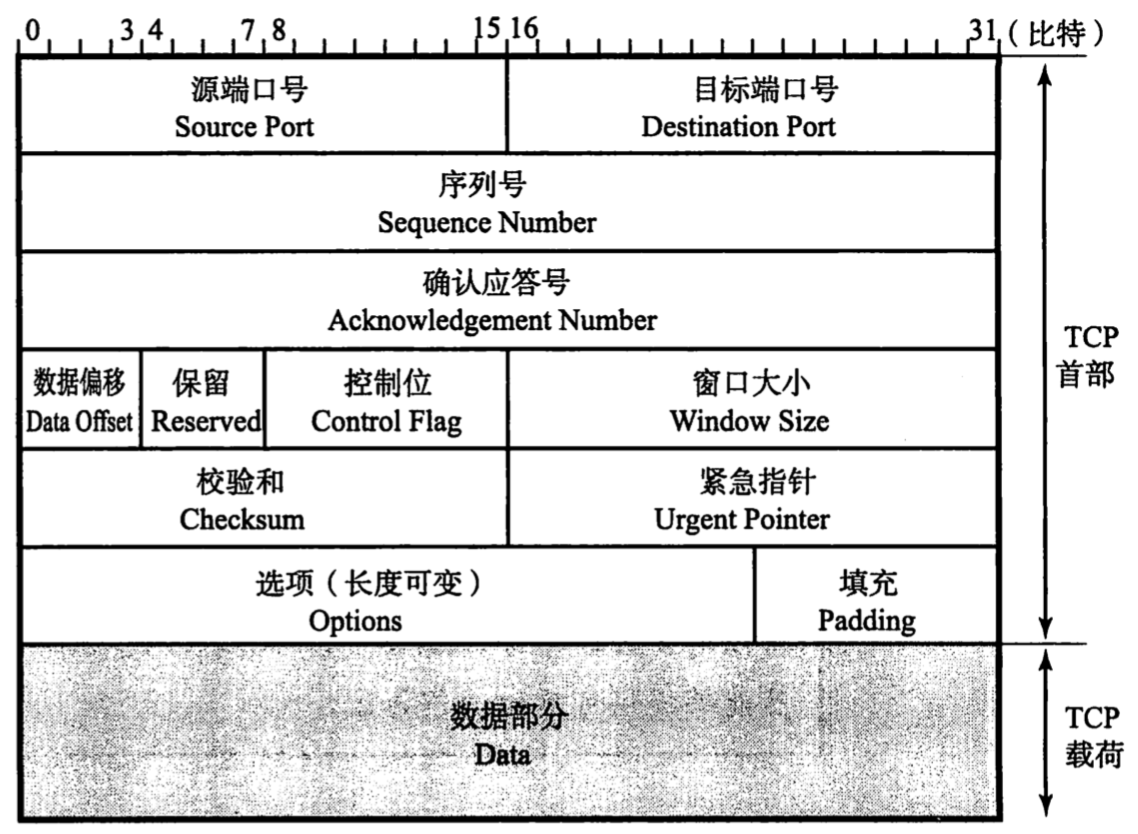 0 3 4 7 8 15 16 31 (比特)
源端口号 目标端口号
Source Port Destination Port
序列号
Sequence Number
确认应答号
Acknowledgement Number
数据偏移 保留 控制位 窗口大小
Data Offset Reserved Control Flag Window Size
校验和 紧急指针
Checksum Urgent Pointer
选项(长度可变) 填充
Options Padding
TCP
首部
数据部分
Data
TCP
载荷